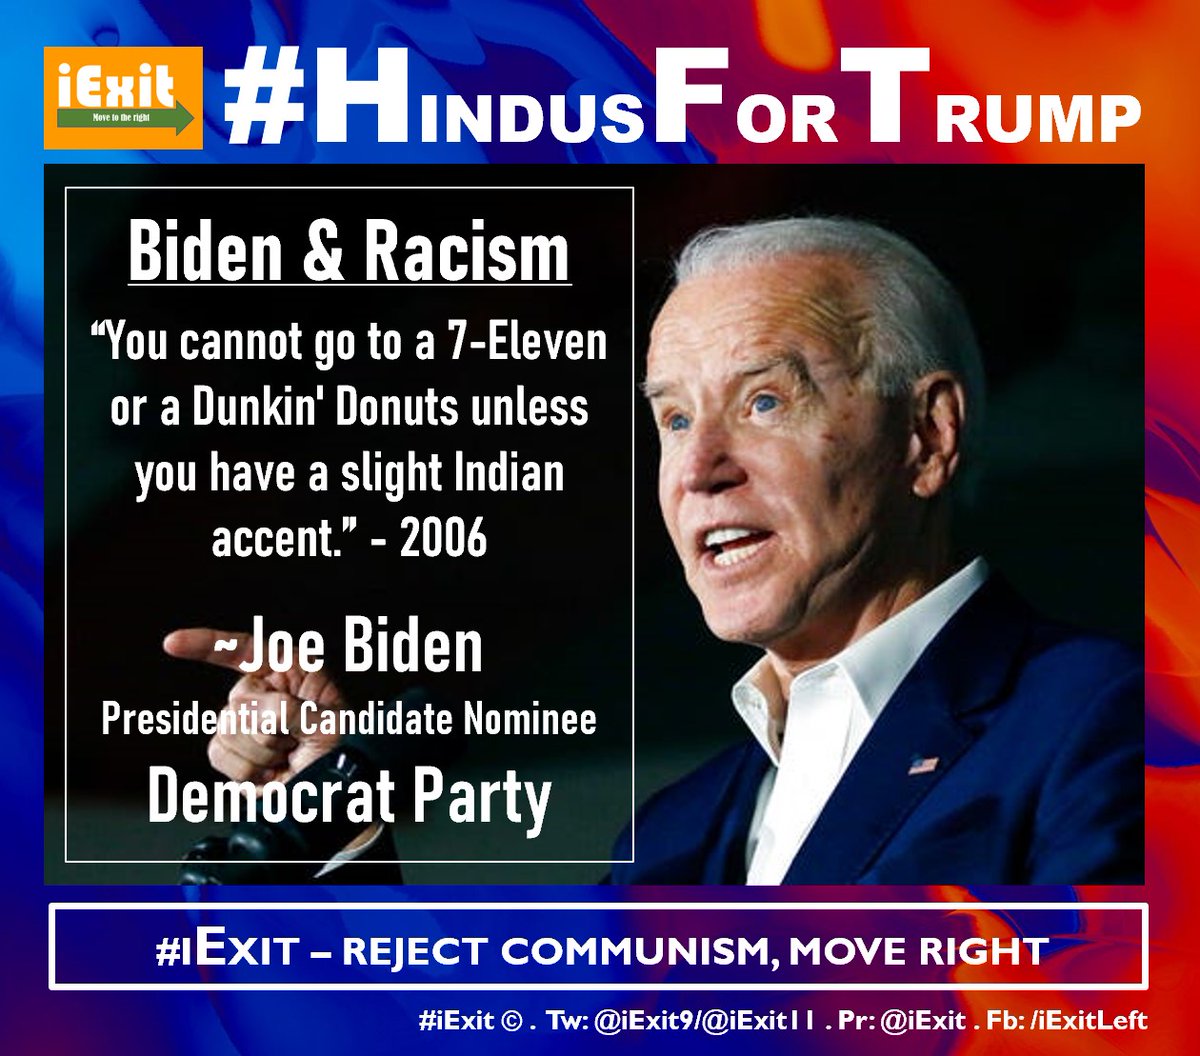 iExit
Move to the right
#HINDUSFORTRUMP
Biden & Racism
“You cannot go to a 7-Eleven
or a Dunkin' Donuts unless
you have a slight Indian
accent.” - 2006
~Joe Biden
Presidential Candidate Nominee
Democrat Party
#IEXIT – REJECT COMMUNISM, MOVE RIGHT
#iExit © . Tw: @iExit9/@iExit11 . Pr: @iExit . Fb: /iExitLeft